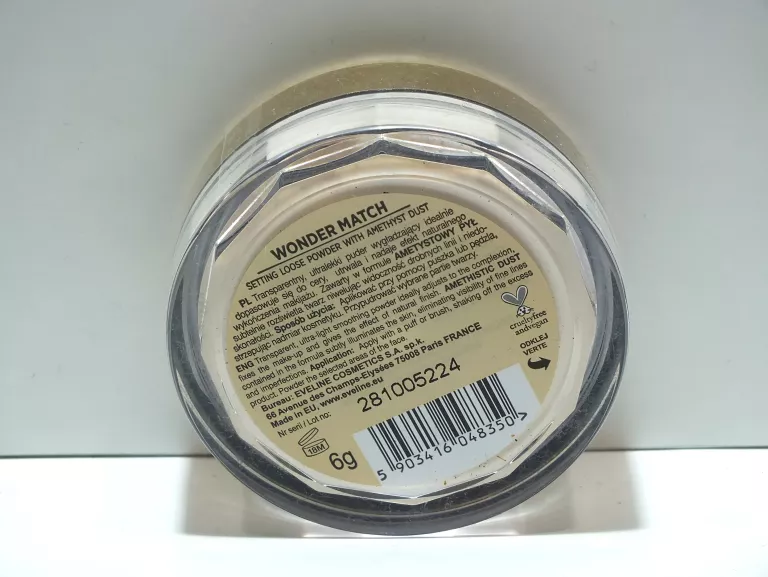 WONDER MATCH
SETTING LOOSE POWDER WITH AMETHYST DUST
PL Transparentny, ultralekki puder wygładzający idealnie
dopasowuje się do cery, utrwala i nadaje efekt naturalnego
wykończenia makijażu. Zawarty w formule AMETYSTOWY PYŁ
subtelnie rozświetla twarz niwelując widoczność drobnych linii i niedo-
skonałości. Sposób użycia: Aplikować przy pomocy puszka lub pędzla,
strzepując nadmiar kosmetyku. Przypudrować wybrane partie twarzy.
ENG Transparent, ultra-light smoothing powder ideally adjusts to the complexion,
fixes the make-up and gives the effect of natural finish. AMETHISTIC DUST
contained in the formula subtly illuminates the skin, eliminating visibility of fine lines
and imperfections. Application: Apply with a puff or brush, shaking off the excess
product. Powder the selected areas of the face.
Bureau: EVELINE COSMETICS S.A. sp.k.
66 Avenue des Champs-Elysées 75008 Paris FRANCE
Made in EU, www.eveline.eu
Nr serii / Lot no:
281005224
crueltyfree
andvegan
ODKLEJ
VERTE
18M
6g
5 903416 048350 >